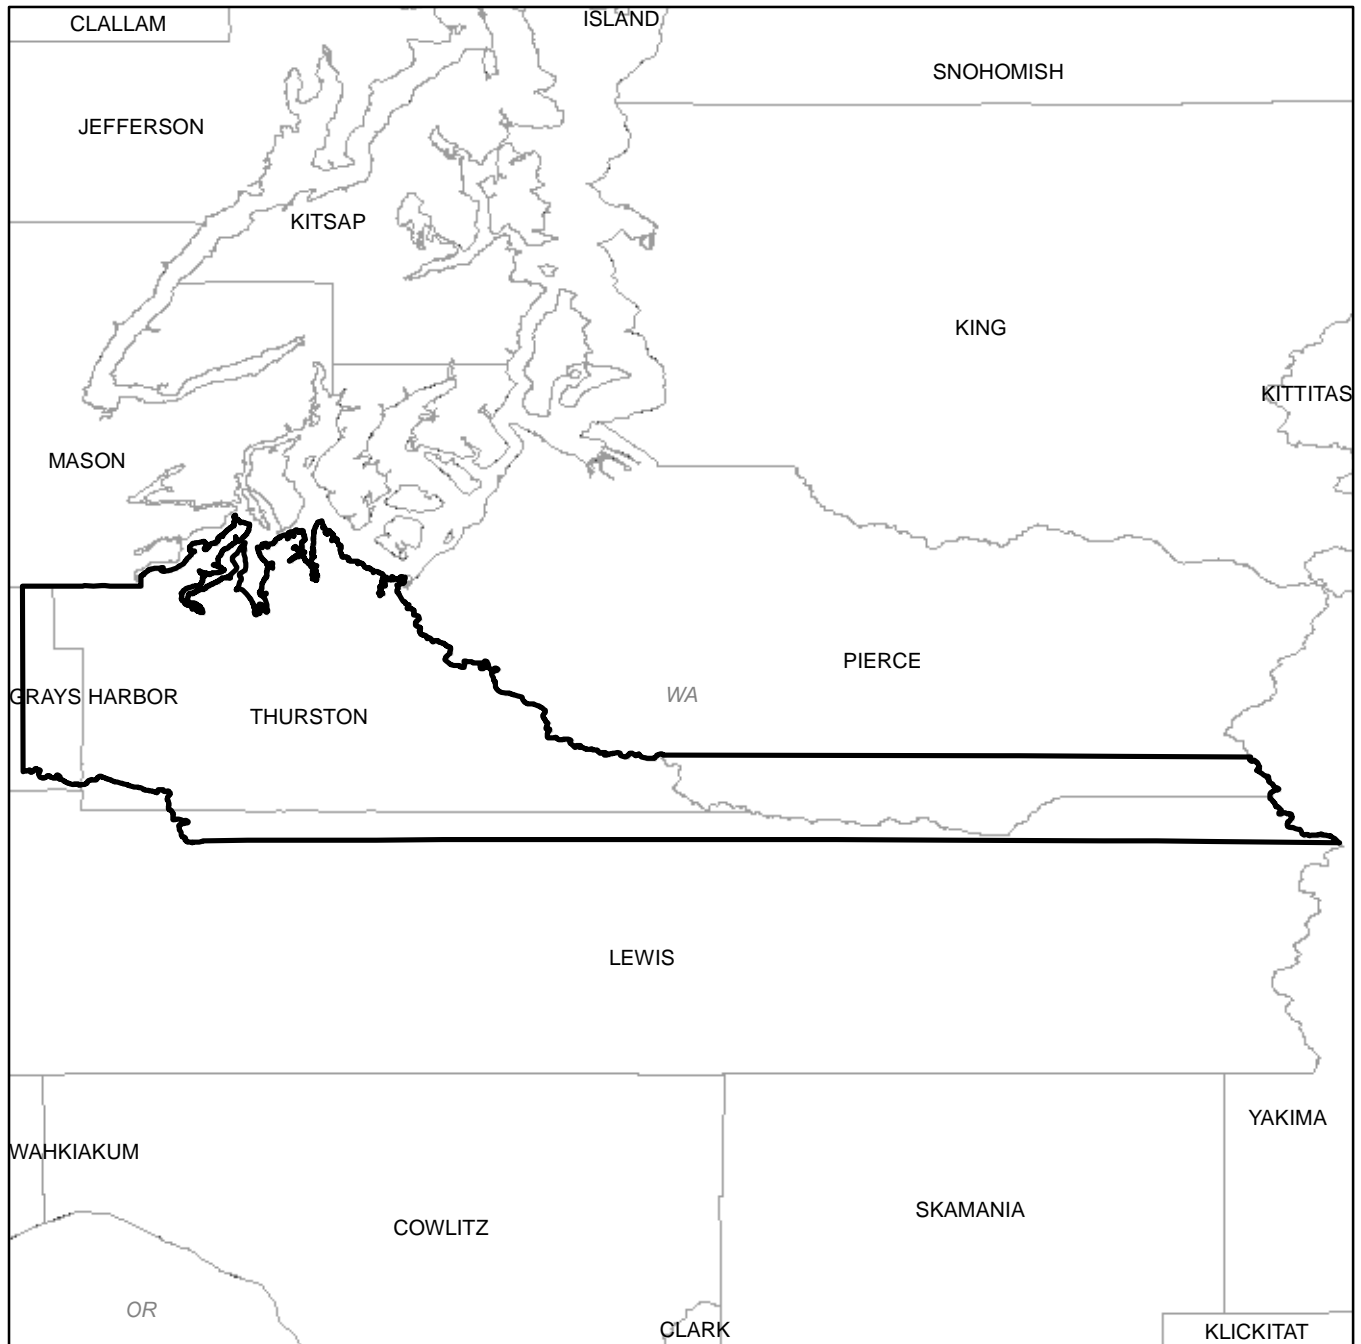 CLALLAM
ISLAND
SNOHOMISH
JEFFERSON
KITSAP
KING
KITTITAS
MASON
PIERCE
WA
GRAYS HARBOR
THURSTON
LEWIS
YAKIMA
WAHKIAKUM
SKAMANIA
COWLITZ
OR
CLARK
KLICKITAT